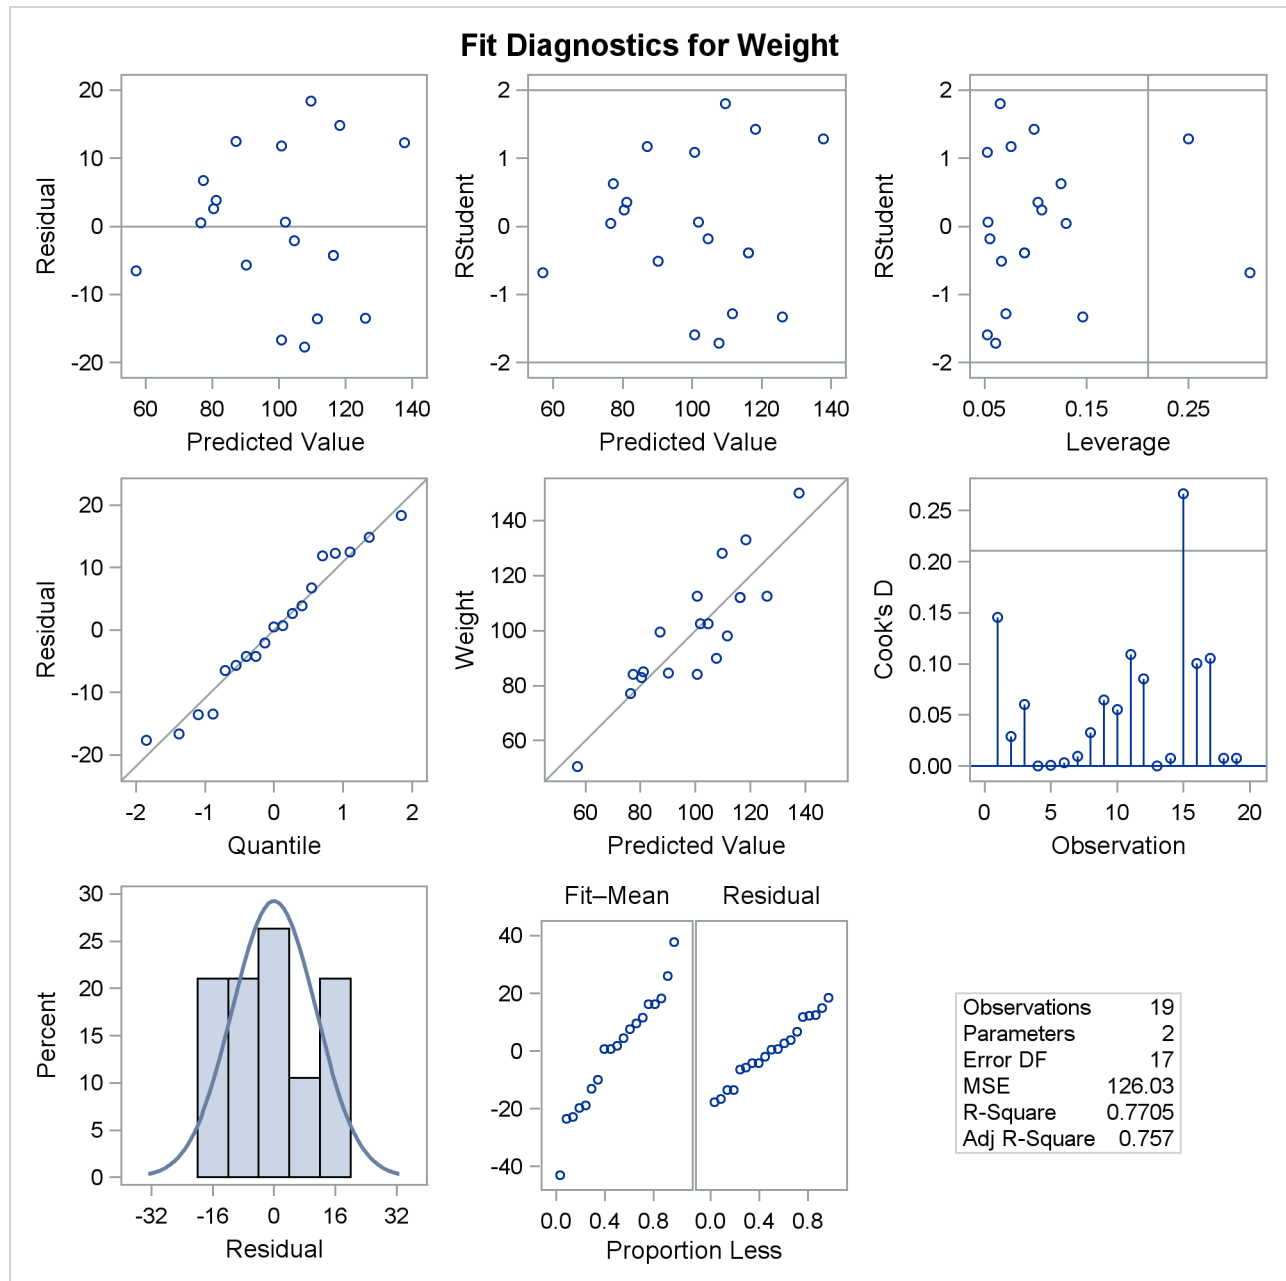 Fit Diagnostics for Weight
20
10
0
-10
-20
Residual
60 80 100 120 140
Predicted Value
2
1
0
-1
-2
RStudent
60 80 100 120 140
Predicted Value
2
1
0
-1
-2
RStudent
0.05 0.15 0.25
Leverage
20
10
0
-10
-20
Residual
-2 -1 0 1 2
Quantile
140
120
100
80
60
Weight
60 80 100 120 140
Predicted Value
0.25
0.20
0.15
0.10
0.05
0.00
Cook's D
0 5 10 15 20
Observation
30
25
20
15
10
5
0
Percent
-32 -16 0 16 32
Residual
Fit–Mean Residual
40
20
0
-20
-40
0.0 0.4 0.8 0.0 0.4 0.8
Proportion Less
Observations 19
Parameters 2
Error DF 17
MSE 126.03
R-Square 0.7705
Adj R-Square 0.757